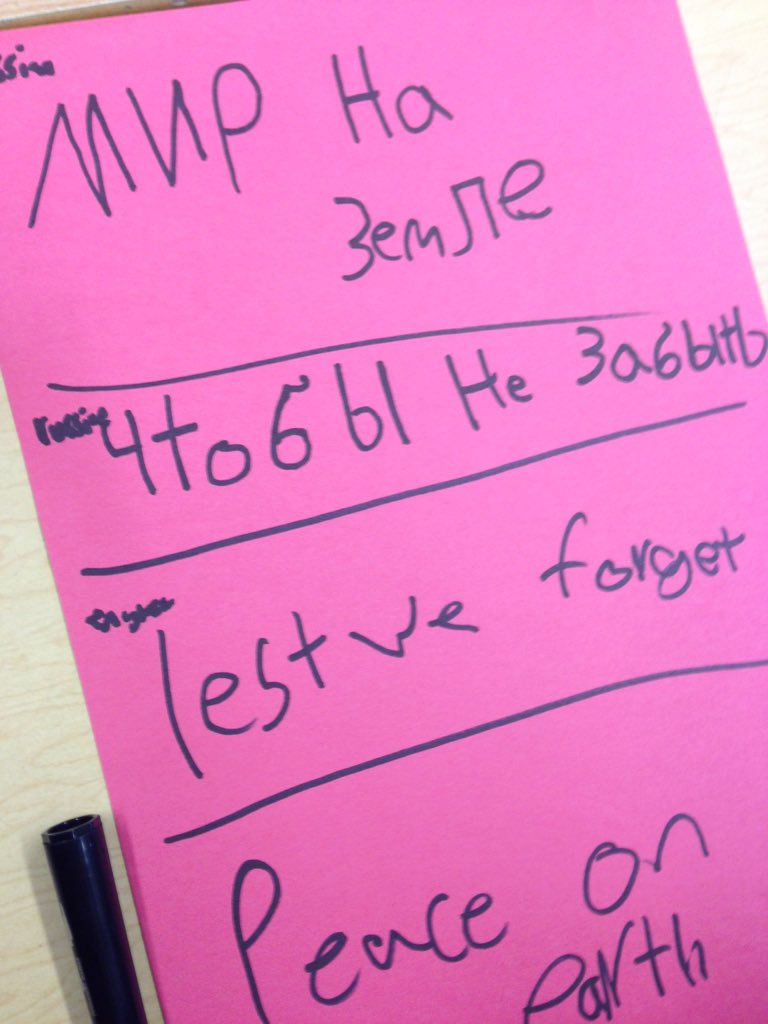 мир на
земле
чтобы не забыть
lest we forget
Peace on
earth